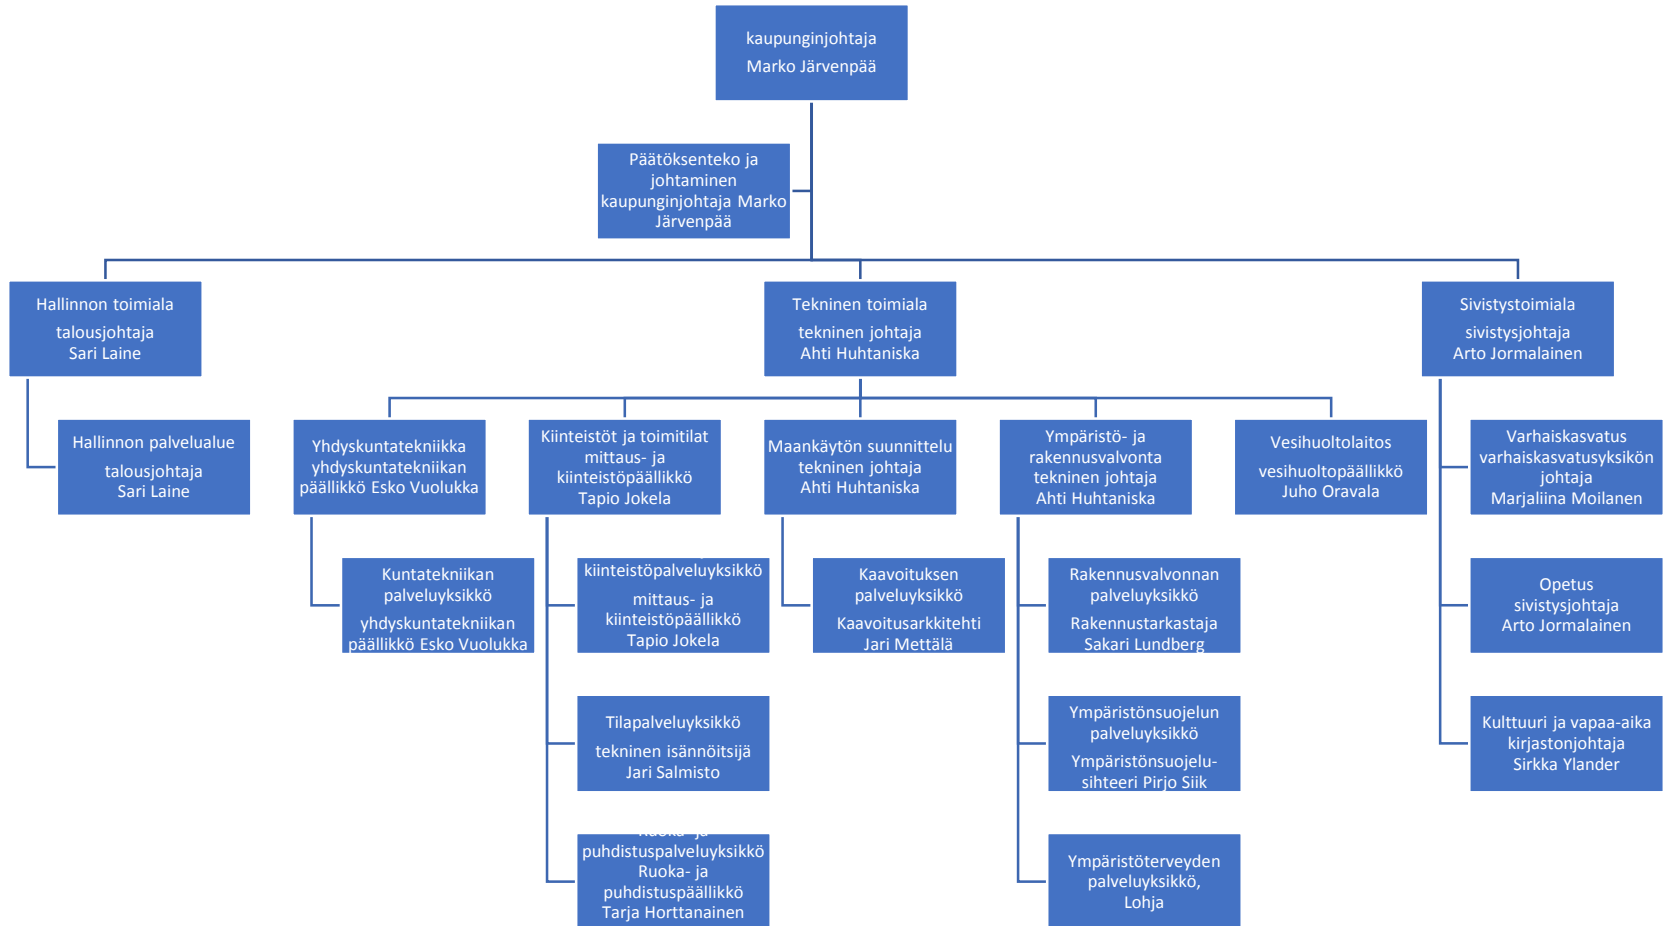 kaupunginjohtaja
Marko Järvenpää
Päätöksenteko ja
johtaminen
kaupunginjohtaja Marko
Järvenpää
Hallinnon toimiala
talousjohtaja
Sari Laine
Tekninen toimiala
tekninen johtaja
Ahti Huhtaniska
Sivistystoimiala
sivistysjohtaja
Arto Jormalainen
Hallinnon palvelualue
talousjohtaja
Sari Laine
Yhdyskuntatekniikka
yhdyskuntatekniikan
päällikkö Esko Vuolukka
Kiinteistöt ja toimitilat
mittaus- ja
kiinteistöpäällikkö
Tapio Jokela
Maankäytön suunnittelu
tekninen johtaja
Ahti Huhtaniska
Ympäristö- ja
rakennusvalvonta
tekninen johtaja
Ahti Huhtaniska
Vesihuoltolaitos
vesihuoltopäällikkö
Juho Oravala
Varhaiskasvatus
varhaiskasvatusyksikön
johtaja
Marjaliina Moilanen
Kuntatekniikan
palveluyksikkö
yhdyskuntatekniikan
päällikkö Esko Vuolukka
kiinteistöpalveluyksikkö
mittaus- ja
kiinteistöpäällikkö
Tapio Jokela
Kaavoituksen
palveluyksikkö
Kaavoitusarkkitehti
Jari Mettälä
Rakennusvalvonnan
palveluyksikkö
Rakennustarkastaja
Sakari Lundberg
Opetus
sivistysjohtaja
Arto Jormalainen
Tilapalveluyksikkö
tekninen isännöitsijä
Jari Salmisto
Ympäristönsuojelun
palveluyksikkö
Ympäristönsuojelu-
sihteeri Pirjo Siik
Kulttuuri ja vapaa-aika
kirjastonjohtaja
Sirkka Ylander
Ruoka- ja
puhdistuspalveluyksikkö
Ruoka- ja
puhdistuspäällikkö
Tarja Horttanainen
Ympäristöterveyden
palveluyksikkö,
Lohja